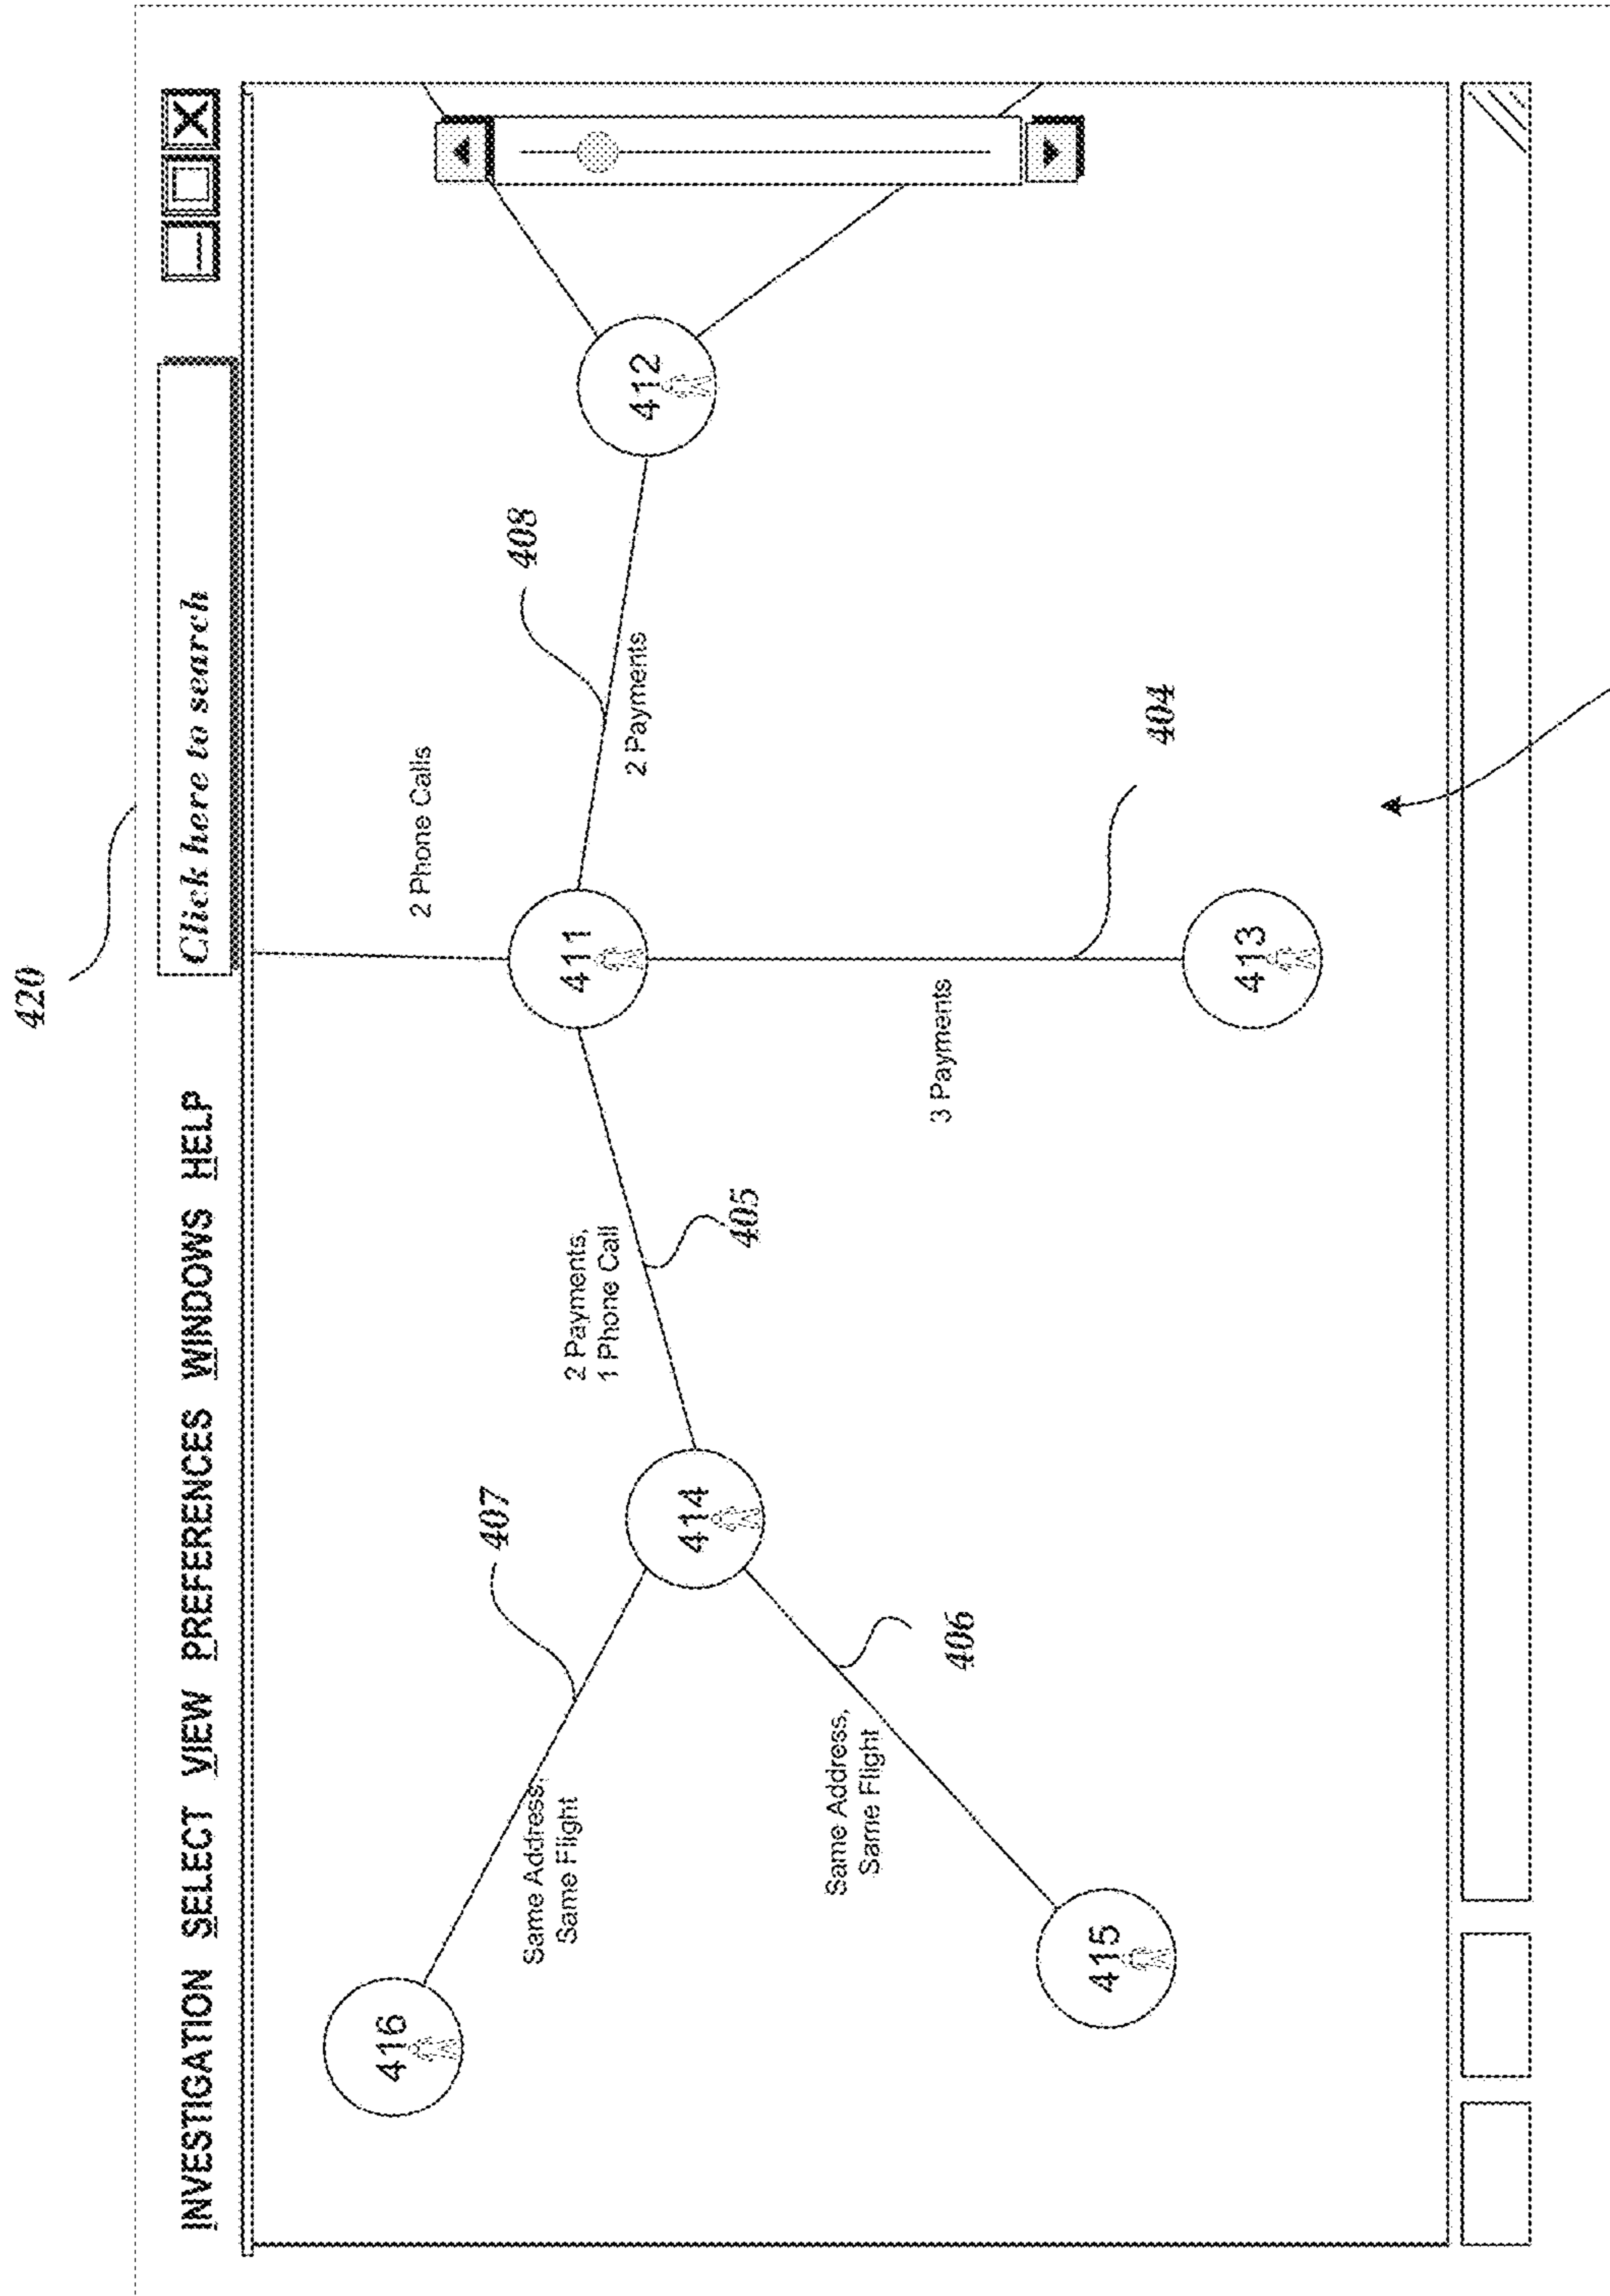 420
INVESTIGATION SELECT VIEW PREFERENCES WINDOWS HELP
Click here to search
2 Phone Calls
416
407
408
Same Address,
Same Flight
2 Payments,
1 Phone Call
411
2 Payments
412
414
405
Same Address,
Same Flight
3 Payments
406
415
404
413